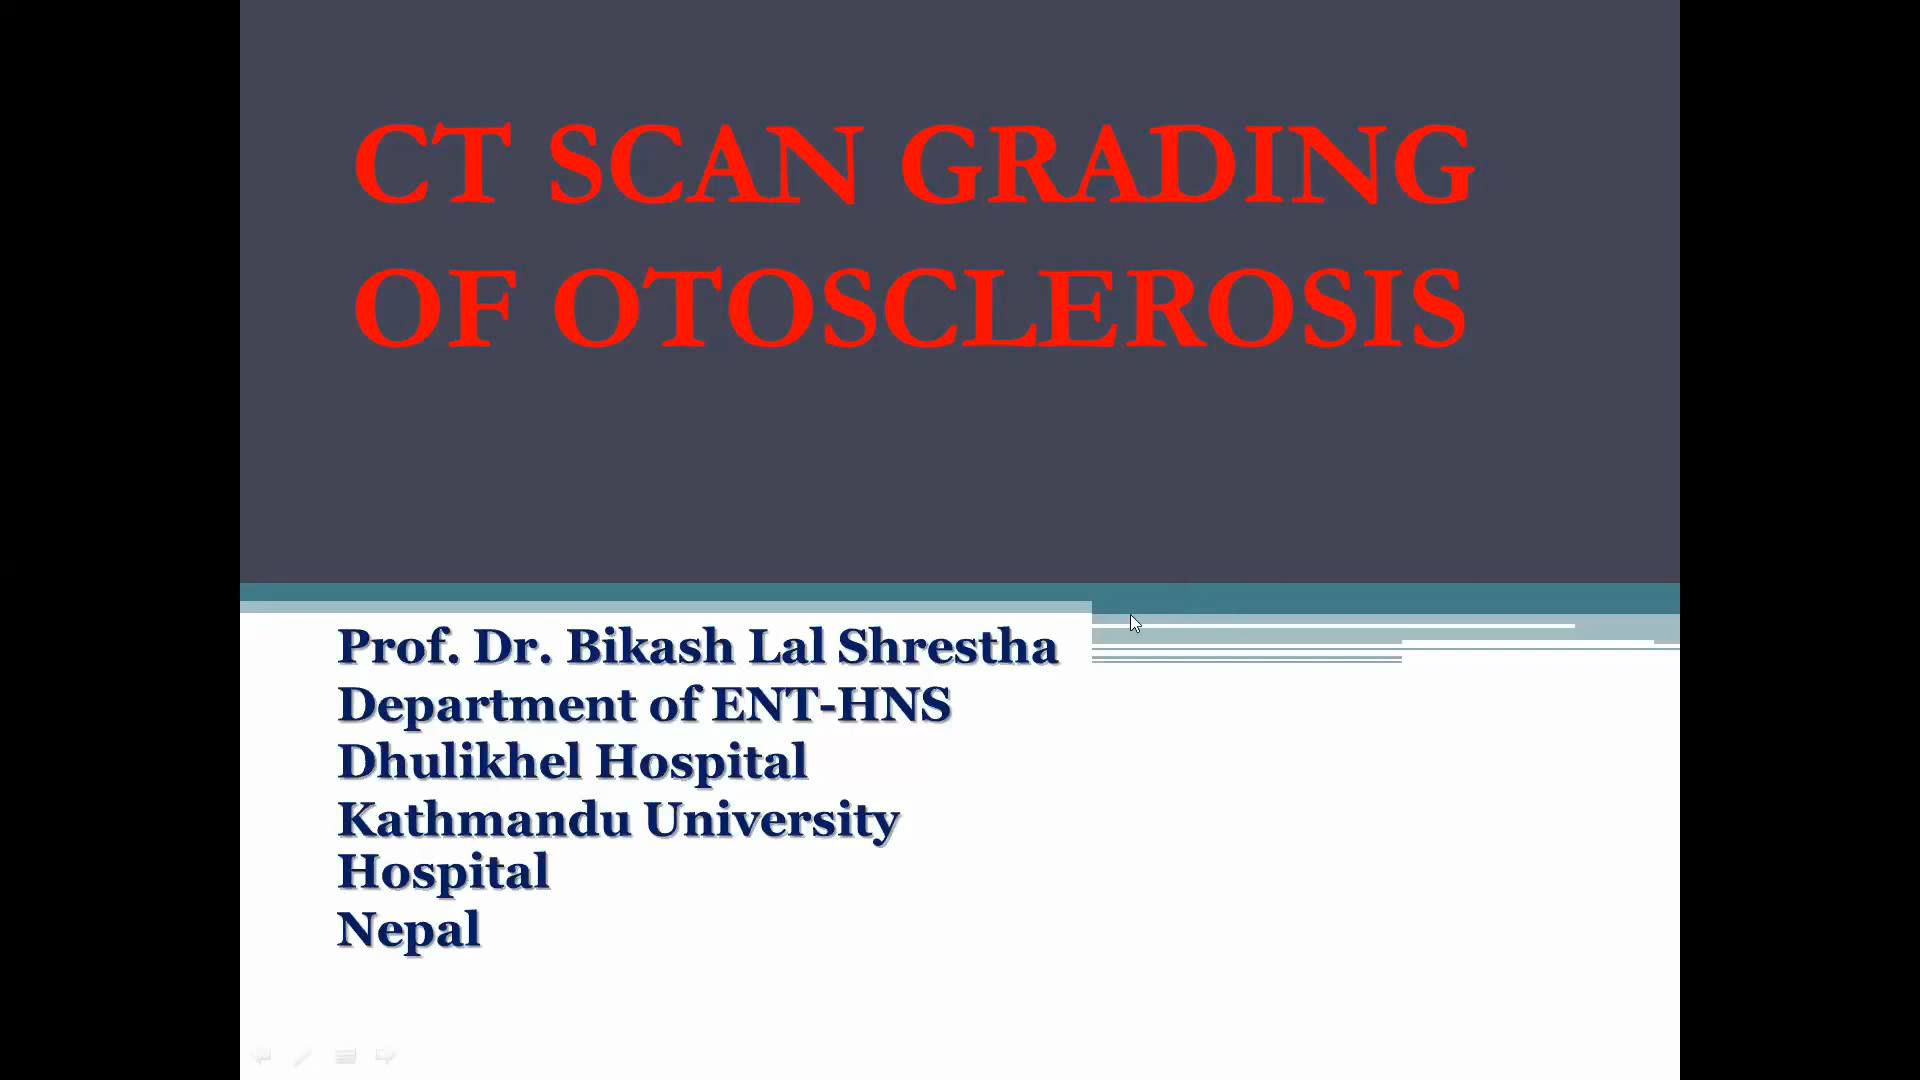 CT SCAN GRADING
OF OTOSCLEROSIS
Prof. Dr. Bikash Lal Shrestha
Department of ENT-HNS
Dhulikhel Hospital
Kathmandu University
Hospital
Nepal